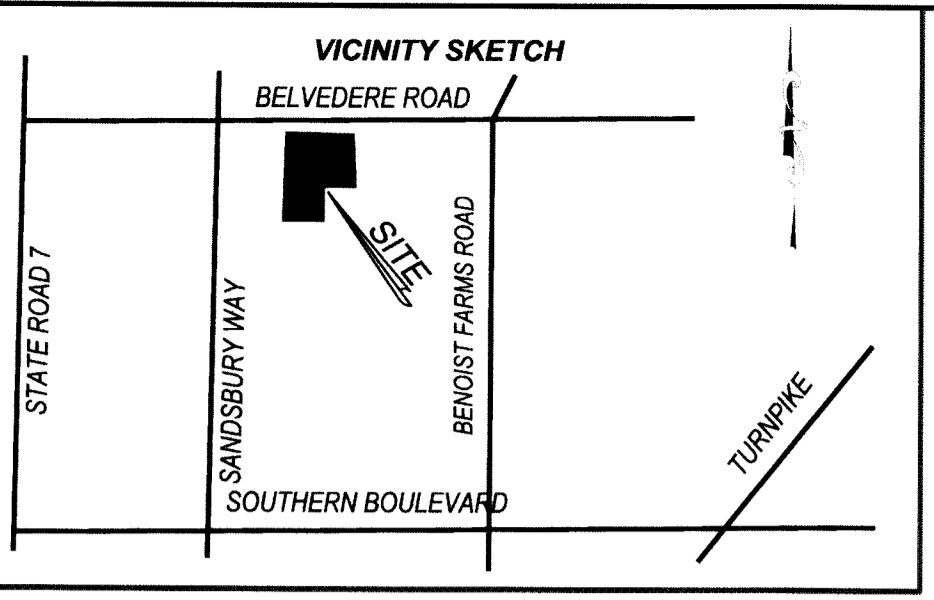 VICINITY SKETCH
BELVEDERE ROAD
SITE
STATE ROAD 7
SANDSBURY WAY
BENOIST FARMS ROAD
TURNPIKE
SOUTHERN BOULEVARD